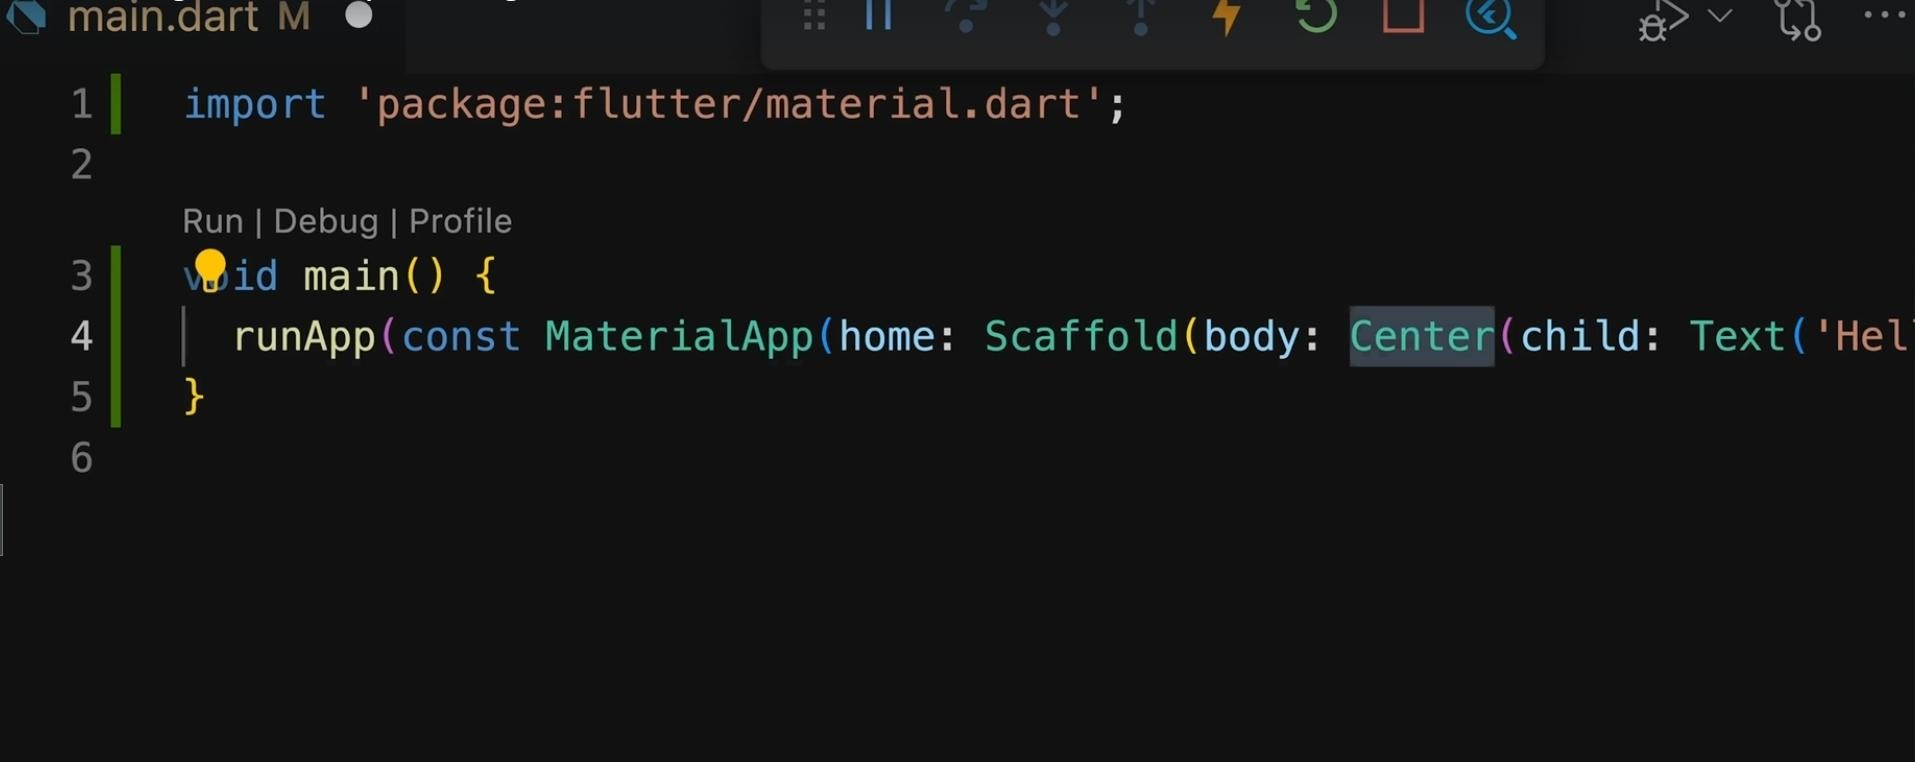 main.dart M
1 import 'package:flutter/material.dart';
2
Run | Debug | Profile
3 void main() {
4 runApp(const MaterialApp(home: Scaffold(body: Center(child: Text('Hel
5 }
6